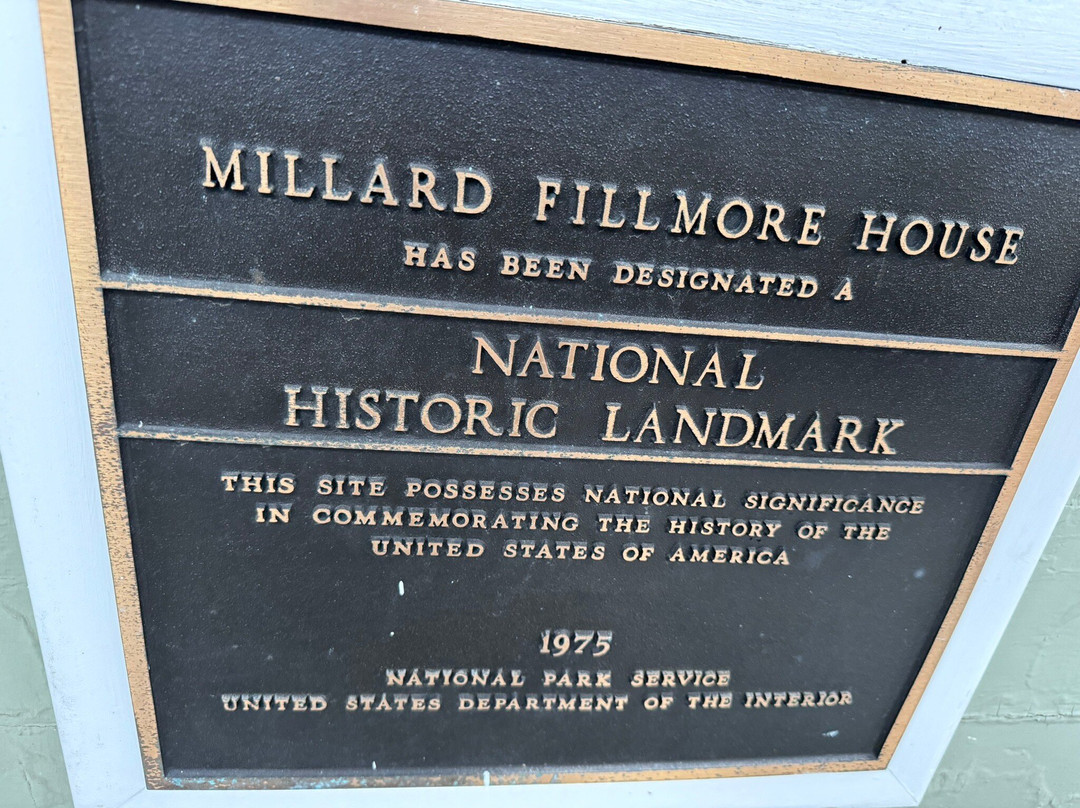 MILLARD FILLMORE HOUSE
HAS BEEN DESIGNATED A
NATIONAL
HISTORIC LANDMARK
THIS SITE POSSESSES NATIONAL SIGNIFICANCE
IN COMMEMORATING THE HISTORY OF THE
UNITED STATES OF AMERICA
1975
NATIONAL PARK SERVICE
UNITED STATES DEPARTMENT OF THE INTERIOR